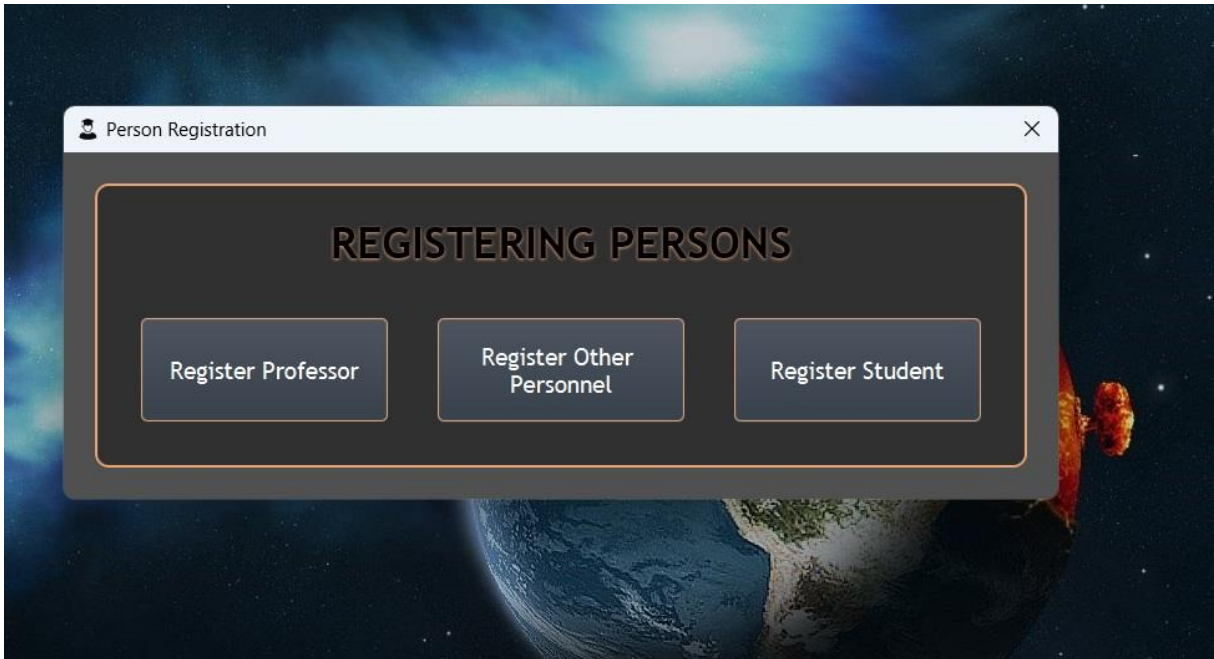 Person Registration
REGISTERING PERSONS
Register Professor
Register Other
Personnel
Register Student